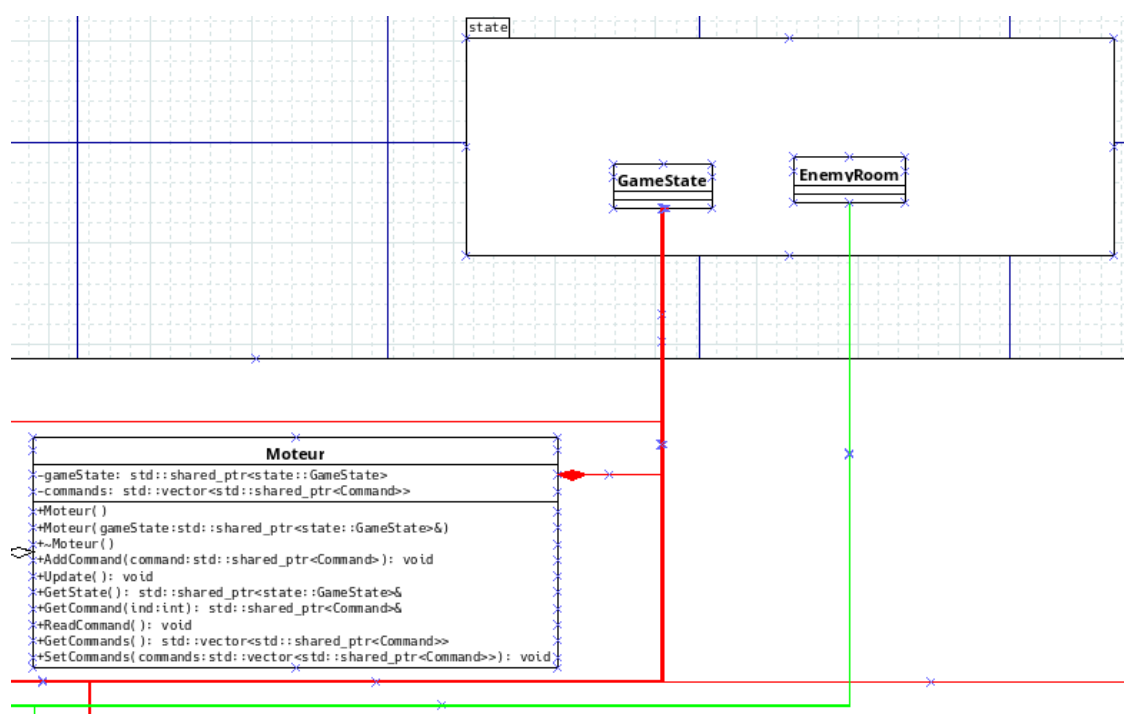 state
GameState
EnemyRoom
Moteur
-gameState: std::shared_ptr<state::GameState>
-commands: std::vector<std::shared_ptr<Command>>
+Moteur()
+Moteur(gameState:std::shared_ptr<state::GameState>&)
+~Moteur()
+AddCommand(command:std::shared_ptr<Command>): void
+Update(): void
+GetState(): std::shared_ptr<state::GameState>&
+GetCommand(ind:int): std::shared_ptr<Command>&
+ReadCommand(): void
+GetCommands(): std::vector<std::shared_ptr<Command>>
+SetCommands(commands:std::vector<std::shared_ptr<Command>>): void